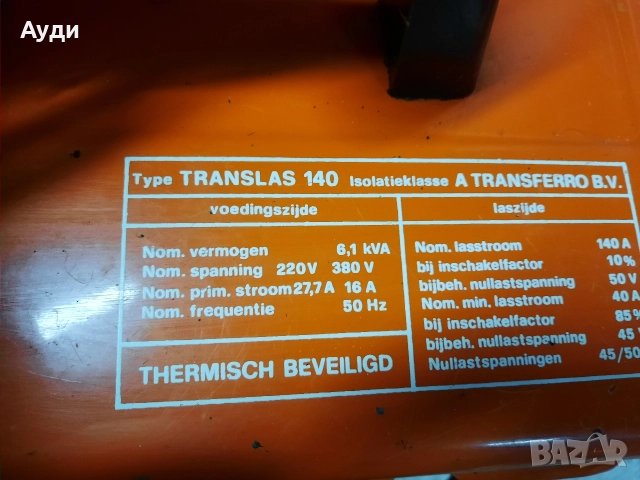 Ауди
Type TRANSLAS 140 Isolatieklasse A TRANSFERRO B.V.
voedingszijde
Nom. vermogen 6,1 kVA
Nom. spanning 220V 380 V
Nom. prim. stroom 27,7 A 16 A
Nom. frequentie 50 Hz
THERMISCH BEVEILIGD
laszijde
Nom. lasstroom 140 A
bij inschakelfactor 10%
bijbeh. nullastspanning 50 V
Nom. min. lasstroom 40 A
bij inschakelfactor 85%
bijbeh. nullastspanning 45
Nullastspanningen 45/50
BAZAR